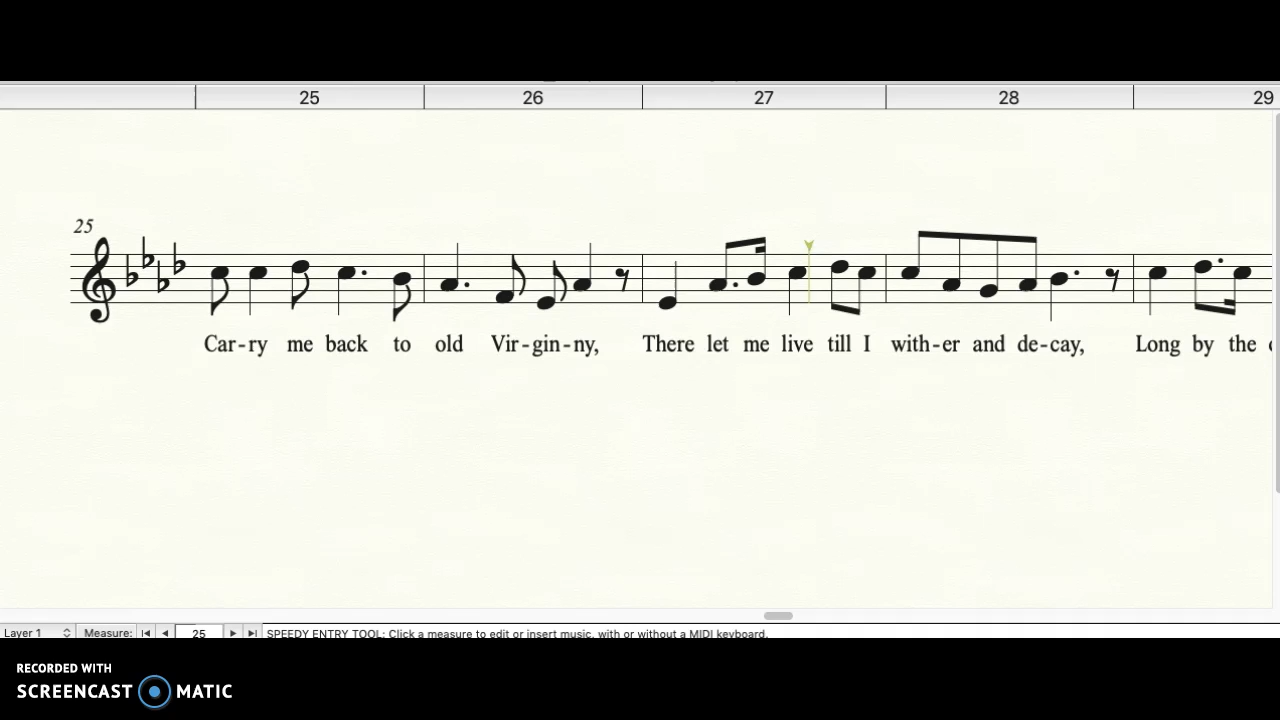 25 26 27 28 29
25
Car-ry me back to old Vir-gin-ny, There let me live till I with-er and de-cay, Long by the
Layer 1 Measure: 25 SPEEDY ENTRY TOOL: Click a measure to edit or insert music, with or without a MIDI keyboard.
RECORDED WITH
SCREENCAST MATIC